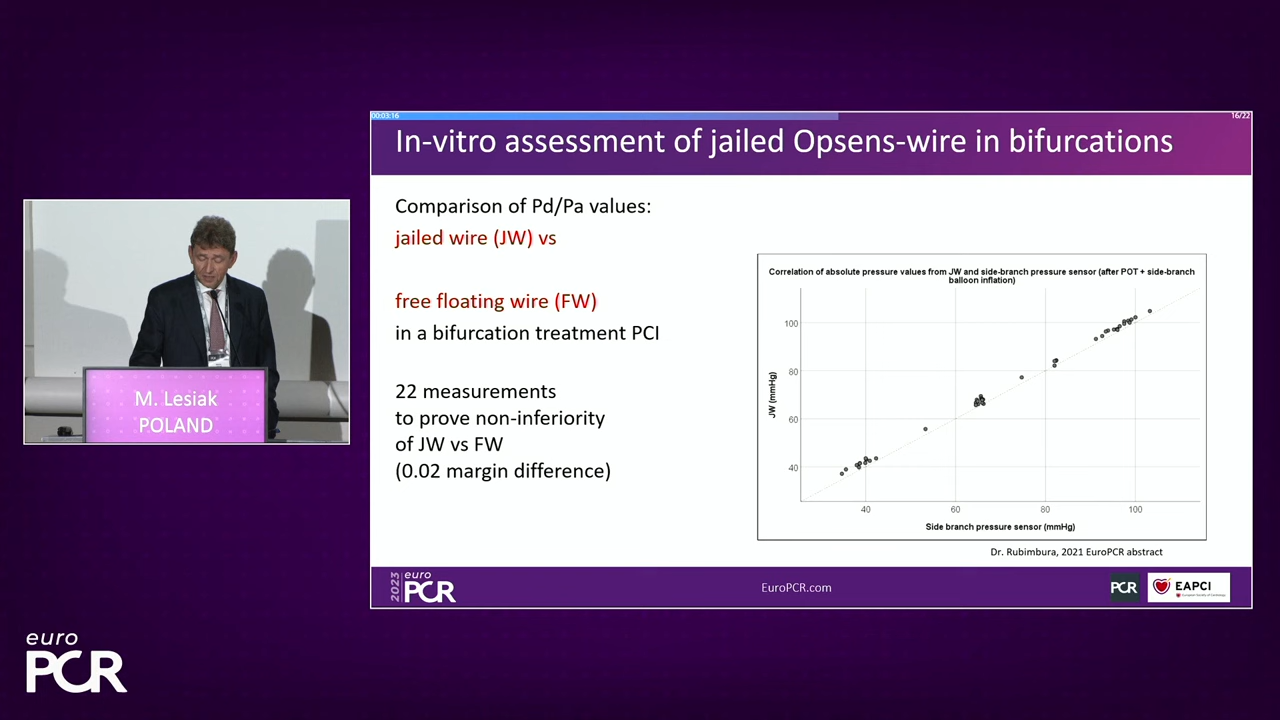 00:03:16
16/22
In-vitro assessment of jailed Opsens-wire in bifurcations
Comparison of Pd/Pa values:
jailed wire (JW) vs
free floating wire (FW)
in a bifurcation treatment PCI
22 measurements
to prove non-inferiority
of JW vs FW
(0.02 margin difference)
Correlation of absolute pressure values from JW and side-branch pressure sensor (after POT + side-branch
balloon inflation)
JW (mmHg)
100
80
60
40
40 60 80 100
Side branch pressure sensor (mmHg)
Dr. Rubimbura, 2021 EuroPCR abstract
M. Lesiak
POLAND
2023 euro
PCR
EuroPCR.com
PCR
EAPCI
euro
PCR